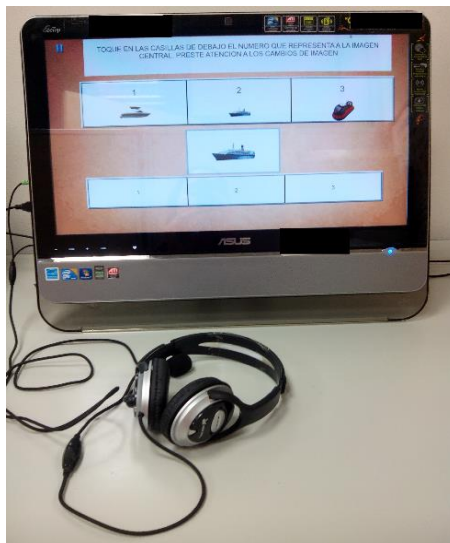 TOQUE EN LAS CASILLAS DE DEBAJO EL NUMERO QUE REPRESENTA A LA IMAGEN
CENTRAL. PRESTE ATENCION A LOS CAMBIOS DE IMAGEN
1 2 3
1 2 3
ASUS